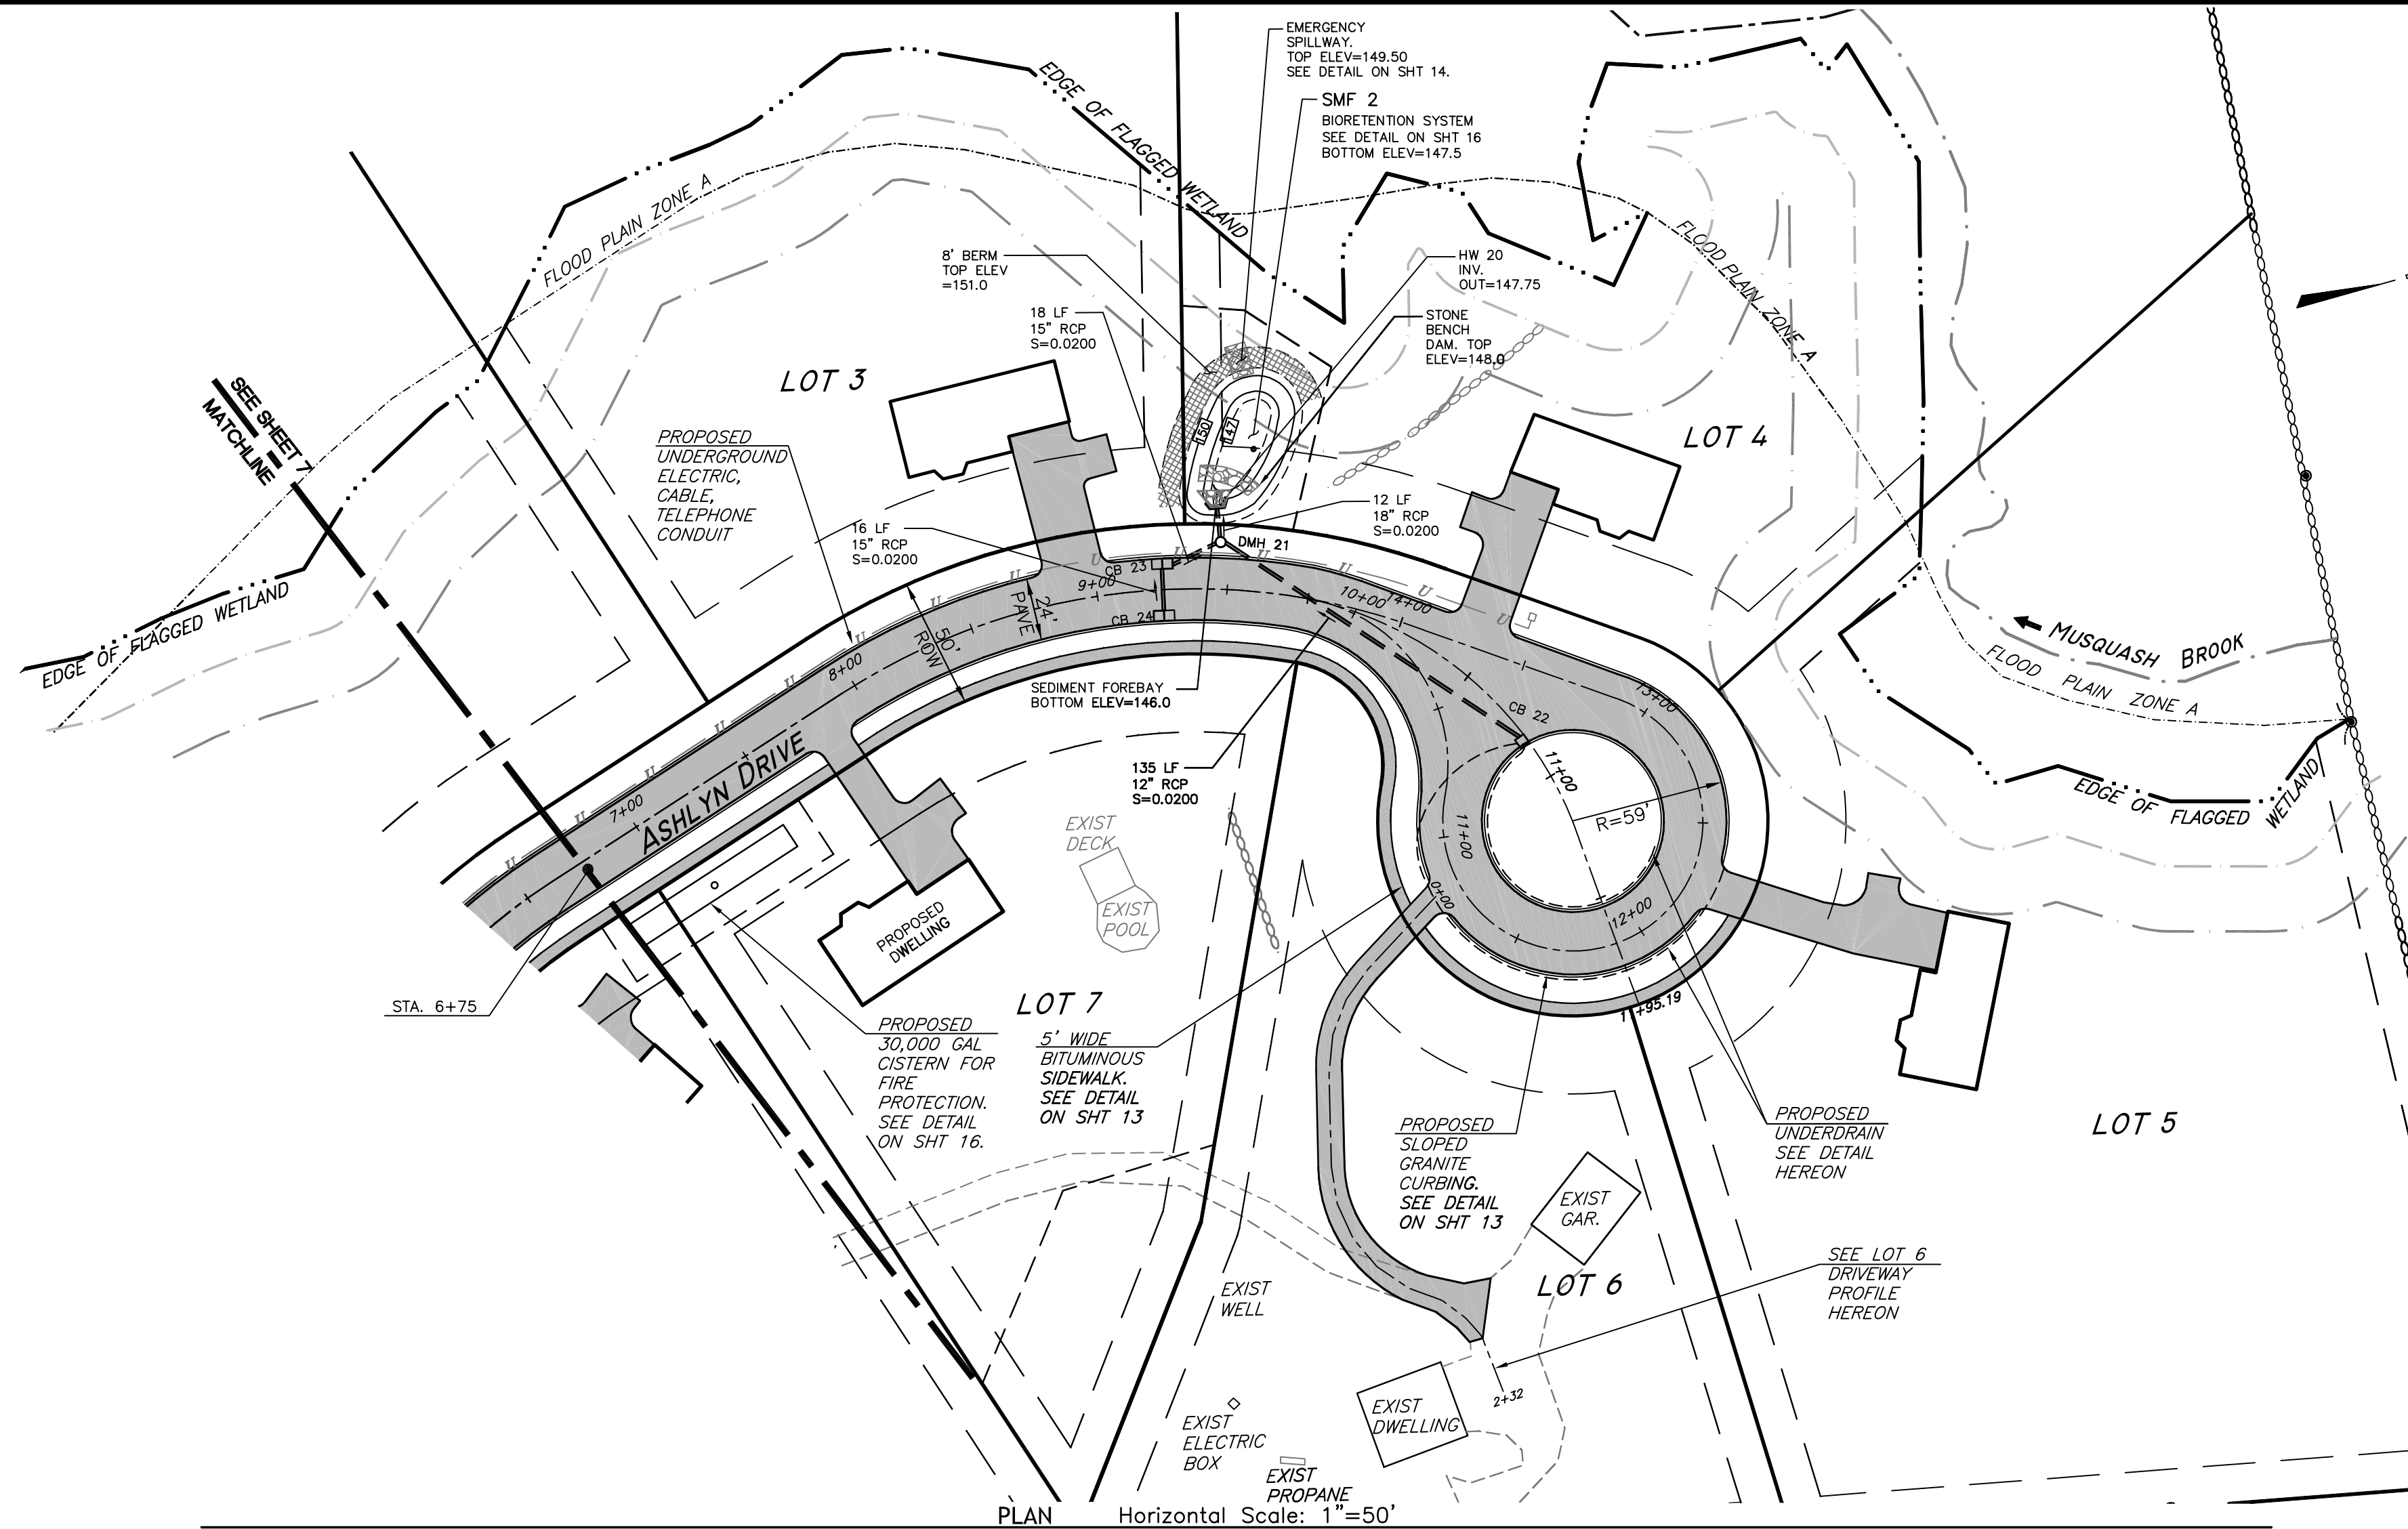 EMERGENCY
SPILLWAY.
TOP ELEV=149.50
SEE DETAIL ON SHT 14.
SMF 2
BIORETENTION SYSTEM
SEE DETAIL ON SHT 16
BOTTOM ELEV=147.5
EDGE OF FLAGGED WETLAND
FLOOD PLAIN ZONE A
8' BERM
TOP ELEV
=151.0
HW 20
INV.
OUT=147.75
FLOOD PLAIN ZONE A
18 LF
15" RCP
S=0.0200
STONE
BENCH
DAM. TOP
ELEV=148.0
LOT 3
SEE SHEET 7
MATCHLINE
150
147
LOT 4
PROPOSED
UNDERGROUND
ELECTRIC,
CABLE,
TELEPHONE
CONDUIT
16 LF
15" RCP
S=0.0200
12 LF
18" RCP
S=0.0200
DMH 21
CB 23
9+00
CB 24
10+00
14+00
24'
PAVE
50'
ROW
8+00
7+00
U
U
U
U
U
U
U
U
U
U
U
U
U
EDGE OF FLAGGED WETLAND
MUSQUASH BROOK
FLOOD PLAIN ZONE A
SEDIMENT FOREBAY
BOTTOM ELEV=146.0
13+00
CB 22
ASHLYN DRIVE
135 LF
12" RCP
S=0.0200
11+00
R=59'
11+00
EDGE OF FLAGGED WETLAND
EXIST
DECK
EXIST
POOL
0+00
12+00
PROPOSED
DWELLING
STA. 6+75
LOT 7
+95.19
PROPOSED
30,000 GAL
CISTERN FOR
FIRE
PROTECTION.
SEE DETAIL
ON SHT 16.
5' WIDE
BITUMINOUS
SIDEWALK.
SEE DETAIL
ON SHT 13
PROPOSED
SLOPED
GRANITE
CURBING.
SEE DETAIL
ON SHT 13
PROPOSED
UNDERDRAIN
SEE DETAIL
HEREON
LOT 5
EXIST
GAR.
SEE LOT 6
DRIVEWAY
PROFILE
HEREON
LOT 6
EXIST
WELL
2+32
EXIST
DWELLING
EXIST
ELECTRIC
BOX
EXIST
PROPANE
PLAN Horizontal Scale: 1"=50'